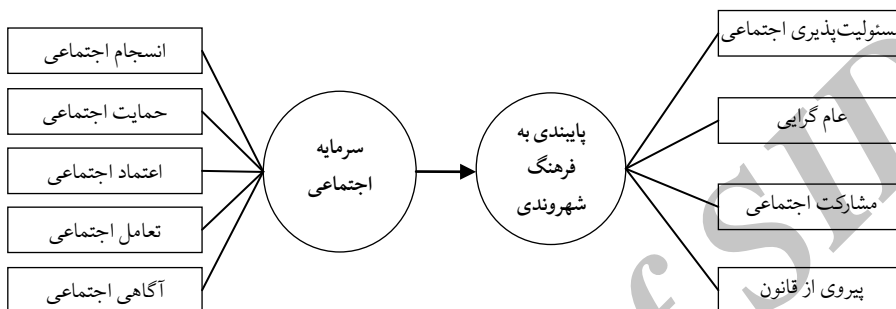 مسئولیت‌پذیری اجتماعی
عام گرایی
مشارکت اجتماعی
پیروی از قانون
پایبندی به
فرهنگ
شهروندی
سرمایه
اجتماعی
انسجام اجتماعی
حمایت اجتماعی
اعتماد اجتماعی
تعامل اجتماعی
آگاهی اجتماعی
f SID